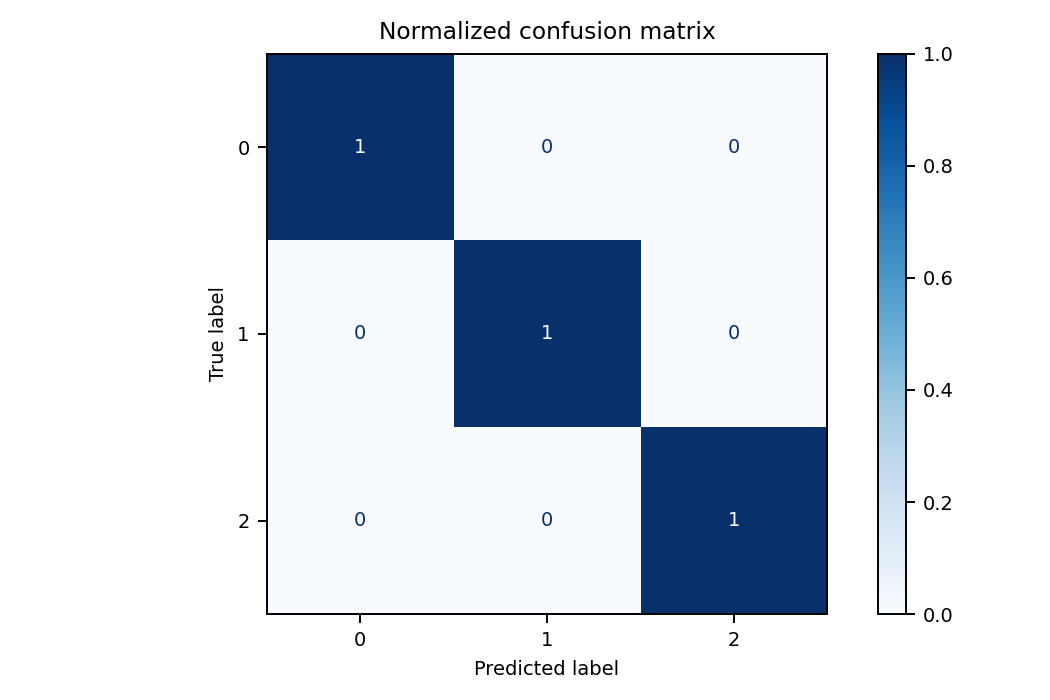 Normalized confusion matrix
0 1 0 0
1 0 1 0
2 0 0 1
0 1 2
Predicted label
True label
1.0
0.8
0.6
0.4
0.2
0.0